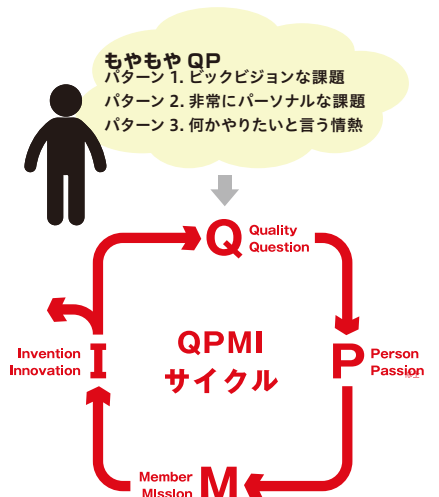 もやもや QP
パターン 1. ビックビジョンな課題
パターン 2. 非常にパーソナルな課題
パターン 3. 何かやりたいと言う情熱
Q Quality
Question
QPMI
サイクル
P Person
Passion
Invention
Innovation I
Member
MIssion M